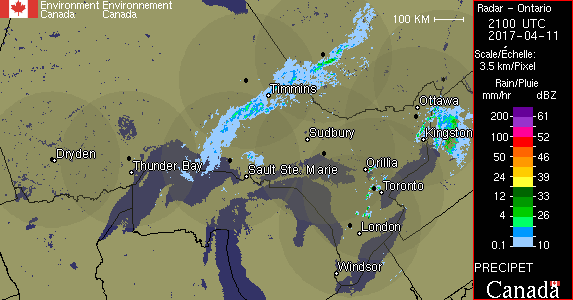 Environment Environnement
Canada Canada
100 KM
Timmins
Ottawa
Sudbury
Kingston
Dryden
Thunder Bay
Sault Ste. Marie
Orillia
Toronto
London
Windsor
Radar – Ontario
2100 UTC
2017-04-11
Scale/Échelle:
3.5 km/Pixel
Rain/Pluie
mm/hr dBZ
200 61
100 52
50 46
24 39
12 33
4 26
0.1 10
PRECIPET
Canada